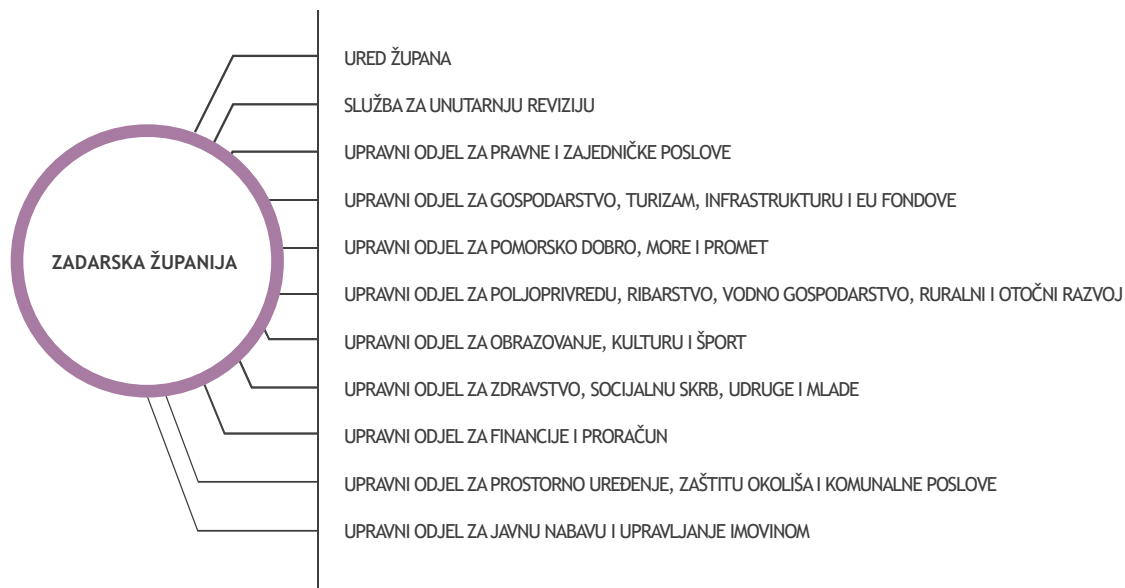 URED ŽUPANA
SLUŽBA ZA UNUTARNJU REVIZIJU
UPRAVNI ODJEL ZA PRAVNE I ZAJEDNIČKE POSLOVE
UPRAVNI ODJEL ZA GOSPODARSTVO, TURIZAM, INFRASTRUKTURU I EU FONDOVE
UPRAVNI ODJEL ZA POMORSKO DOBRO, MORE I PROMET
ZADARSKA ŽUPANIJA
UPRAVNI ODJEL ZA POLJOPRIVREDU, RIBARSTVO, VODNO GOSPODARSTVO, RURALNI I OTOČNI RAZVOJ
UPRAVNI ODJEL ZA OBRAZOVANJE, KULTURU I ŠPORT
UPRAVNI ODJEL ZA ZDRAVSTVO, SOCIJALNU SKRB, UDRUGE I MLADE
UPRAVNI ODJEL ZA FINANCIJE I PRORAČUN
UPRAVNI ODJEL ZA PROSTORNO UREĐENJE, ZAŠTITU OKOLIŠA I KOMUNALNE POSLOVE
UPRAVNI ODJEL ZA JAVNU NABAVU I UPRAVLJANJE IMOVINOM